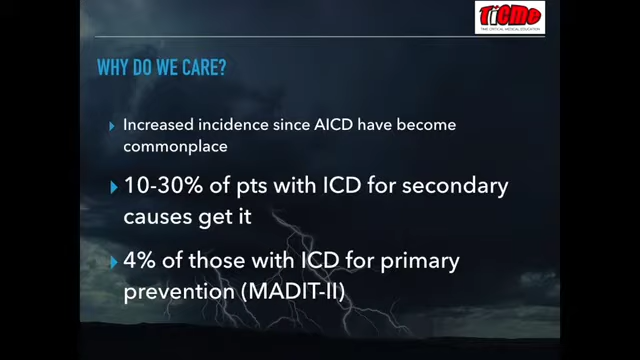 TiCMe
TIME CRITICAL MEDICAL EDUCATION
WHY DO WE CARE?
Increased incidence since AICD have become
commonplace
10-30% of pts with ICD for secondary
causes get it
4% of those with ICD for primary
prevention (MADIT-II)